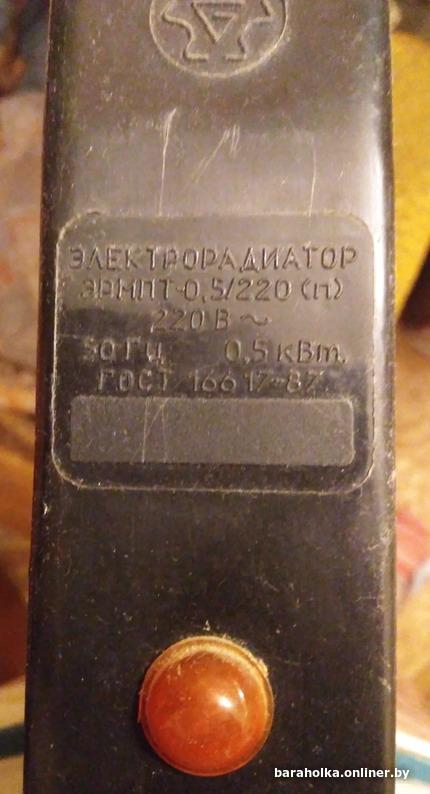 ЭЛЕКТРОРАДИАТОР
ЭРМПТ-0,5/220 (п)
220 В ~
50 ГЦ 0,5 кВт.
ГОСТ 16617-87
baraholka.onliner.by